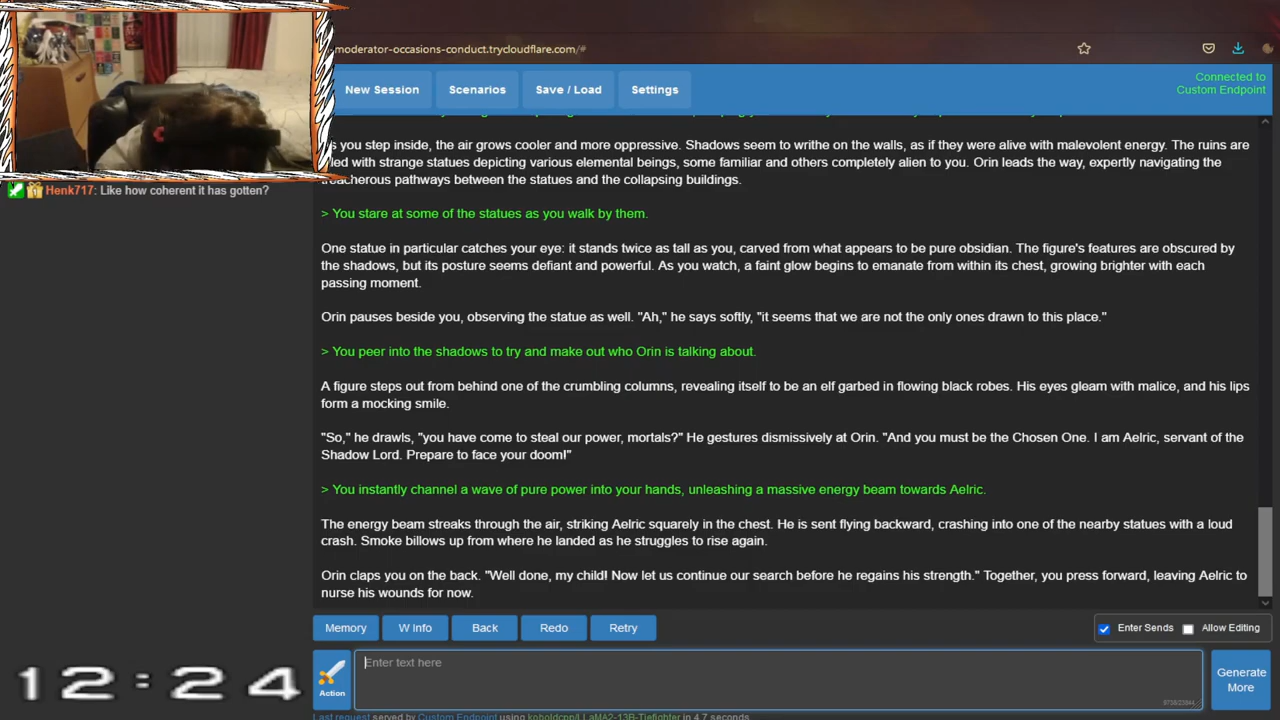 moderator-occasions-conduct.trycloudflare.com/#
New Session
Scenarios
Save / Load
Settings
Connected to
Custom Endpoint
s you step inside, the air grows cooler and more oppressive. Shadows seem to writhe on the walls, as if they were alive with malevolent energy. The ruins are
led with strange statues depicting various elemental beings, some familiar and others completely alien to you. Orin leads the way, expertly navigating the
treacherous pathways between the statues and the collapsing buildings.
Henk717: Like how coherent it has gotten?
> You stare at some of the statues as you walk by them.
One statue in particular catches your eye: it stands twice as tall as you, carved from what appears to be pure obsidian. The figure's features are obscured by
the shadows, but its posture seems defiant and powerful. As you watch, a faint glow begins to emanate from within its chest, growing brighter with each
passing moment.
Orin pauses beside you, observing the statue as well. "Ah," he says softly, "it seems that we are not the only ones drawn to this place."
> You peer into the shadows to try and make out who Orin is talking about.
A figure steps out from behind one of the crumbling columns, revealing itself to be an elf garbed in flowing black robes. His eyes gleam with malice, and his lips
form a mocking smile.
"So," he drawls, "you have come to steal our power, mortals?" He gestures dismissively at Orin. "And you must be the Chosen One. I am Aelric, servant of the
Shadow Lord. Prepare to face your doom!"
> You instantly channel a wave of pure power into your hands, unleashing a massive energy beam towards Aelric.
The energy beam streaks through the air, striking Aelric squarely in the chest. He is sent flying backward, crashing into one of the nearby statues with a loud
crash. Smoke billows up from where he landed as he struggles to rise again.
Orin claps you on the back. "Well done, my child! Now let us continue our search before he regains his strength." Together, you press forward, leaving Aelric to
nurse his wounds for now.
Memory
W Info
Back
Redo
Retry
Enter Sends
Allow Editing
Enter text here
Action
Generate
More
12:24
Last request served by Custom Endpoint using koboldcpp/LLaMA2-13B-Tiefighter in 4.7 seconds